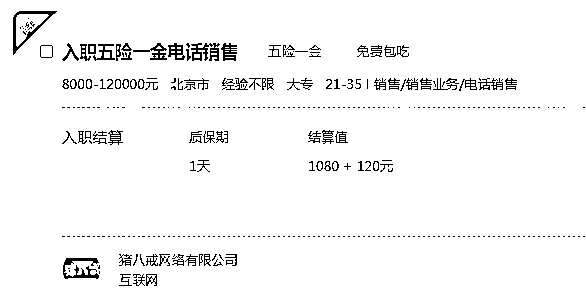 入职五险一金电话销售 五险一金 免费包吃
8000-120000元 北京市 经验不限 大专 21-35 | 销售/销售业务/电话销售
入职结算 质保期 结算值
1天 1080 + 120元
猪八戒网络有限公司
互联网